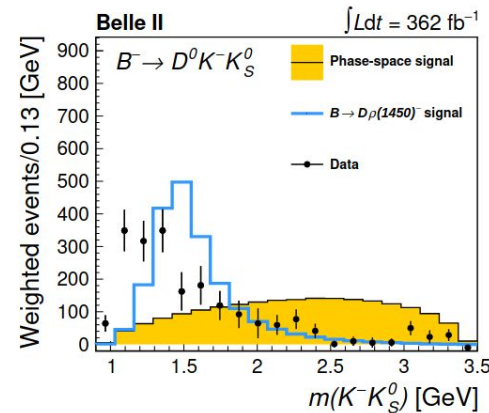 Belle II ∫Ldt = 362 fb⁻¹
B⁻→ D⁰K⁻K⁰S
Phase-space signal
B→ Dρ(1450)⁻ signal
Data
Weighted events/0.13 [GeV]
900
800
700
600
500
400
300
200
100
0
1 1.5 2 2.5 3 3.5
m(K⁻K⁰S) [GeV]